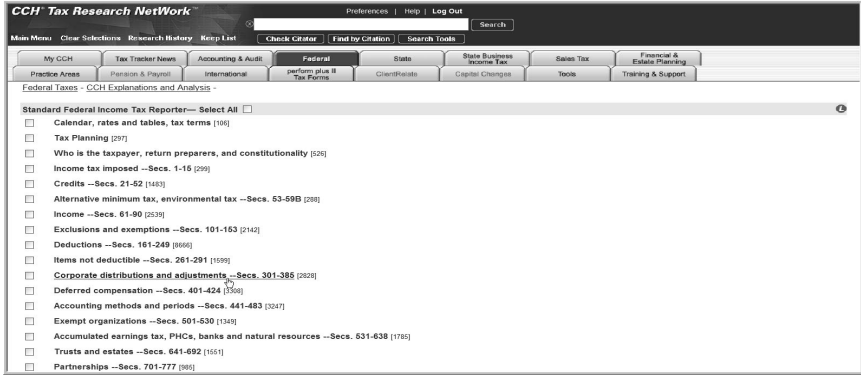 CCH® Tax Research NetWork™
Preferences | Help | Log Out
Search
Main Menu Clear Selections Research History Keep List Check Citator Find by Citation Search Tools
My CCH Tax Tracker News Accounting & Audit Federal State State Business Income Tax Sales Tax Financial & Estate Planning
Practice Areas Pension & Payroll International perform plus III Tax Forms ClientRelate Capital Changes Tools Training & Support
Federal Taxes - CCH Explanations and Analysis -
Standard Federal Income Tax Reporter— Select All
Calendar, rates and tables, tax terms [106]
Tax Planning [297]
Who is the taxpayer, return preparers, and constitutionality [526]
Income tax imposed --Secs. 1-15 [299]
Credits --Secs. 21-52 [1483]
Alternative minimum tax, environmental tax --Secs. 53-59B [288]
Income --Secs. 61-90 [2539]
Exclusions and exemptions --Secs. 101-153 [2142]
Deductions --Secs. 161-249 [8666]
Items not deductible --Secs. 261-291 [1599]
Corporate distributions and adjustments --Secs. 301-385 [2828]
Deferred compensation --Secs. 401-424 [3308]
Accounting methods and periods --Secs. 441-483 [3247]
Exempt organizations --Secs. 501-530 [1349]
Accumulated earnings tax, PHCs, banks and natural resources --Secs. 531-638 [1785]
Trusts and estates --Secs. 641-692 [1551]
Partnerships --Secs. 701-777 [985]